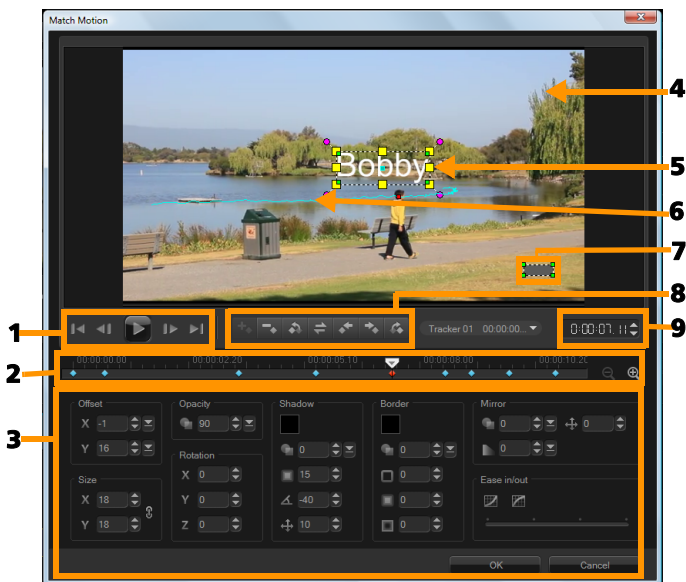 Match Motion
4
Bobby
5
6
7
8
1
Tracker 01 00:00:00...
0:00:07. 11
9
2
00:00:00.00 00:00:02.20 00:00:05.10 00:00:08.00 00:00:10.20
3
Offset Opacity Shadow Border Mirror
X -1 90 0 0
Y 16 0 0 0
Rotation
X 0 15 0
Size Ease in/out
X 18 Y 0 -40 0
Y 18 Z 0 10 0
OK Cancel